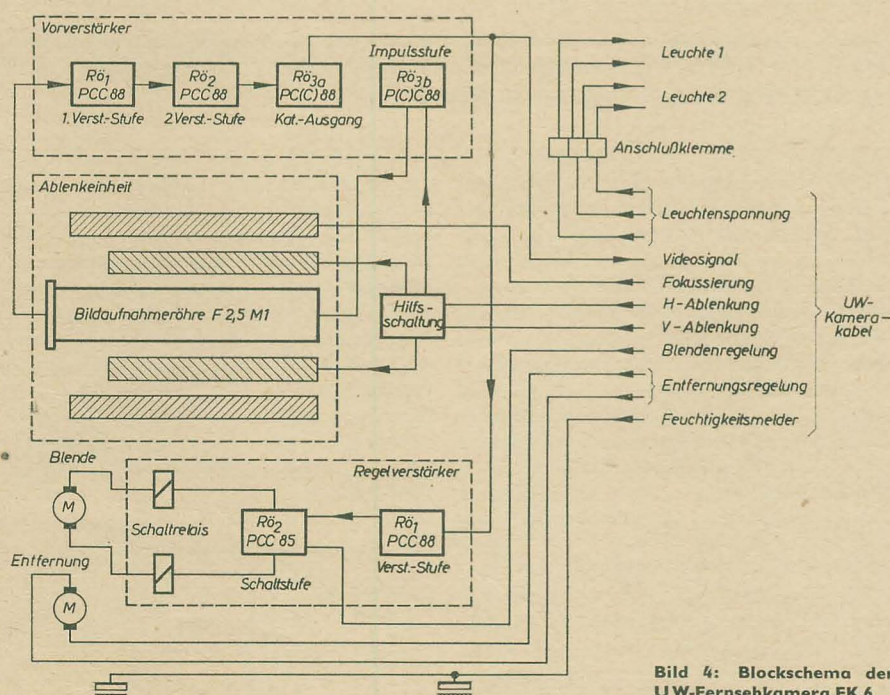 Vorverstärker
Impulsstufe
Rö1
PCC 88
Rö2
PCC 88
Rö3a
PC(C) 88
Rö3b
P(C)C 88
1. Verst.-Stufe
2. Verst.-Stufe
Kat.-Ausgang
Leuchte 1
Leuchte 2
Anschlußklemme
Ablenkeinheit
Bildaufnahmeröhre F 2,5 M1
Hilfs-
schaltung
Leuchtenspannung
Videosignal
Fokussierung
H-Ablenkung
V-Ablenkung
Blendenregelung
Entfernungsregelung
Feuchtigkeitsmelder
UW-
Kamera-
kabel
Blende
M
Entfernung
M
Regelverstärker
Schaltrelais
Rö2
PCC 85
Schaltstufe
Rö1
PCC 88
Verst.-Stufe
Bild 4: Blockschema der
UW-Fernsehkamera FK 6